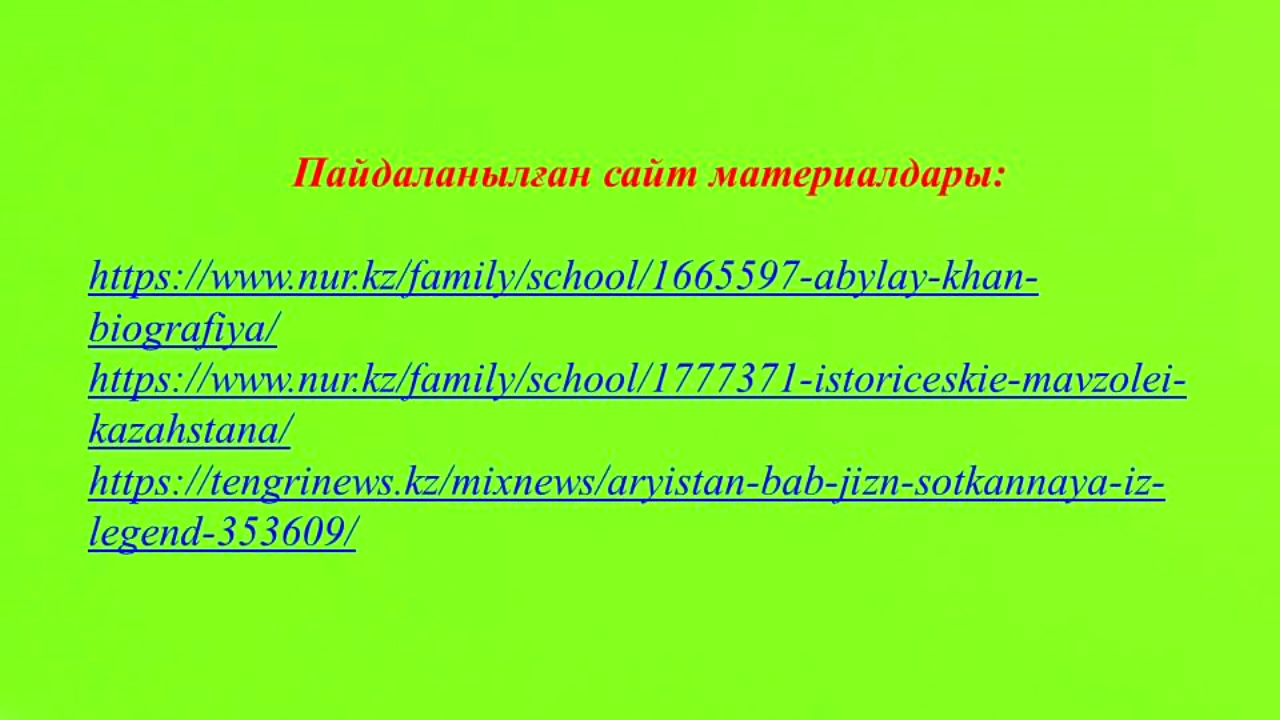 Пайдаланылған сайт материалдары:
https://www.nur.kz/family/school/1665597-abylay-khan-
biografiya/
https://www.nur.kz/family/school/1777371-istoriceskie-mavzolei-
kazahstana/
https://tengrinews.kz/mixnews/aryistan-bab-jizn-sotkannaya-iz-
legend-353609/